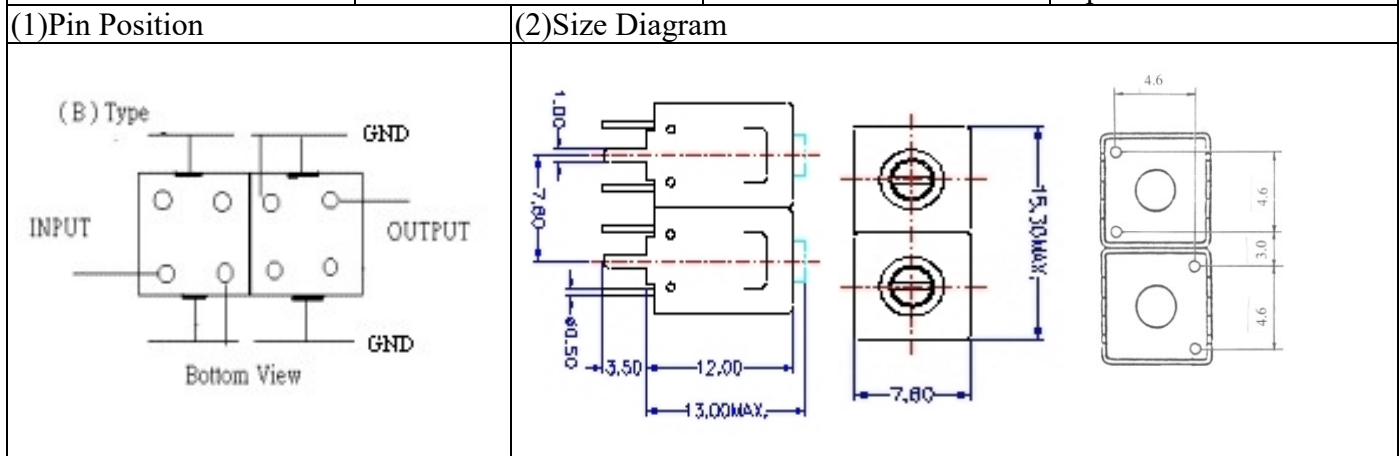 (1)Pin Position
(2)Size Diagram
(B) Type
GND
INPUT
OUTPUT
GND
Bottom View
1,00
7,60
ø0,50
3,50
12,00
13,00MAX,
15,30MAX,
7,60
4.6
4.6
3.0
4.6